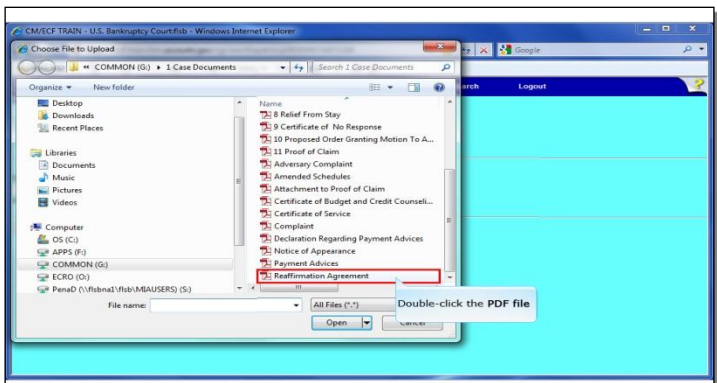 CM/ECF TRAIN - U.S. Bankruptcy Court:flsb - Windows Internet Explorer
Choose File to Upload
Google
« COMMON (G:) ▸ 1 Case Documents
Search 1 Case Documents
Organize
New folder
arch
Logout
?
Desktop
Downloads
Recent Places
Libraries
Documents
Music
Pictures
Videos
Computer
OS (C:)
APPS (F:)
COMMON (G:)
ECRO (O:)
PenaD (\\flsbna1\flsb\MIAUSERS) (S:)
Name
8 Relief From Stay
9 Certificate of No Response
10 Proposed Order Granting Motion To A...
11 Proof of Claim
Adversary Complaint
Amended Schedules
Attachment to Proof of Claim
Certificate of Budget and Credit Counseli...
Certificate of Service
Complaint
Declaration Regarding Payment Advices
Notice of Appearance
Payment Advices
Reaffirmation Agreement
Double-click the PDF file
File name:
All Files (*.*)
Open
Cancel